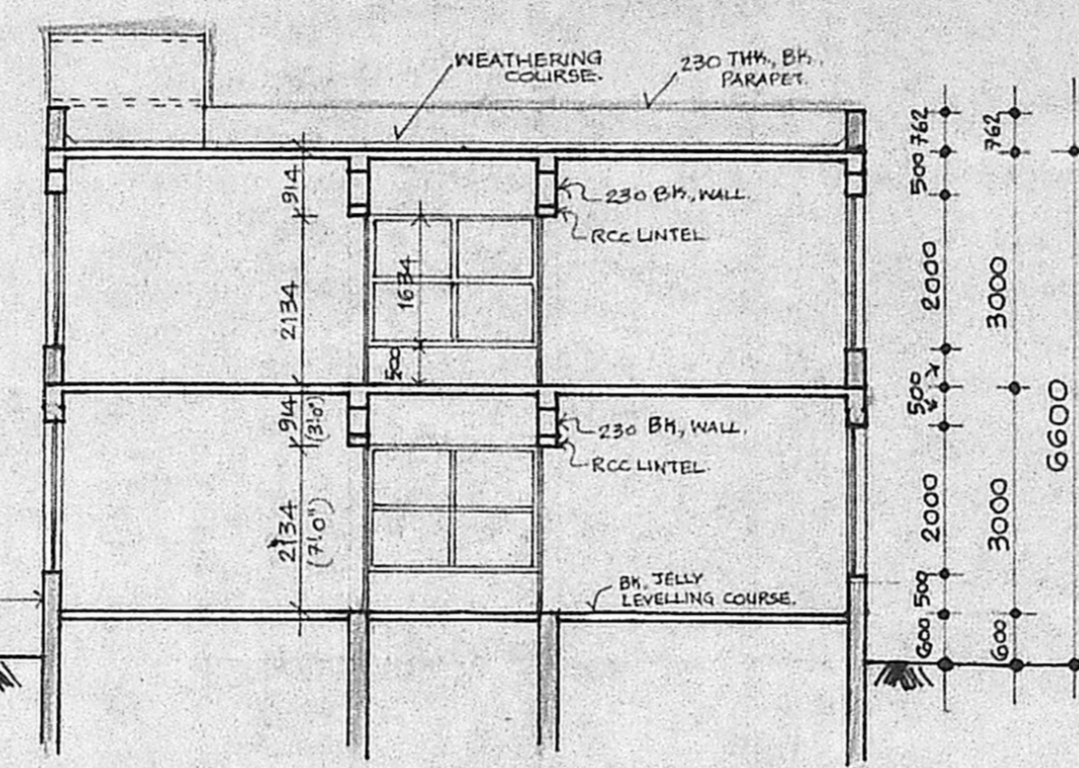 WEATHERING
COURSE.
230 THK., BK.,
PARAPET.
914
230 BK., WALL.
RCC LINTEL
2134
1634
500
914
(3'0")
230 BK., WALL.
RCC LINTEL.
2134
(7'.0")
BK. JELLY
LEVELLING COURSE.
762
500
2000
500
2000
500
600
762
3000
3000
600
6600